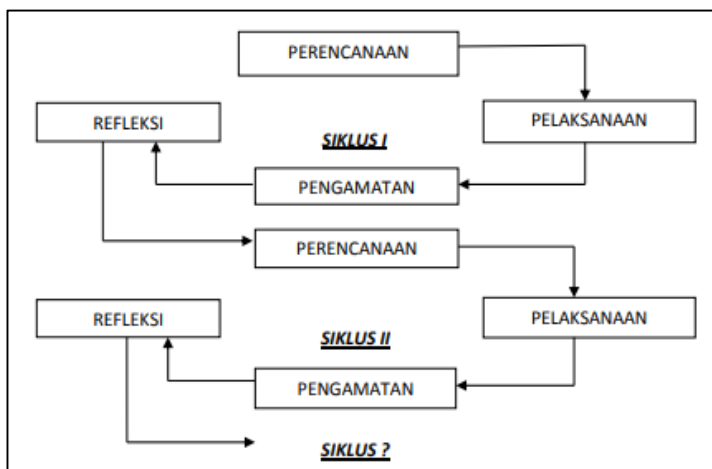 PERENCANAAN
PELAKSANAAN
REFLEKSI
SIKLUS I
PENGAMATAN
PERENCANAAN
PELAKSANAAN
REFLEKSI
SIKLUS II
PENGAMATAN
SIKLUS ?